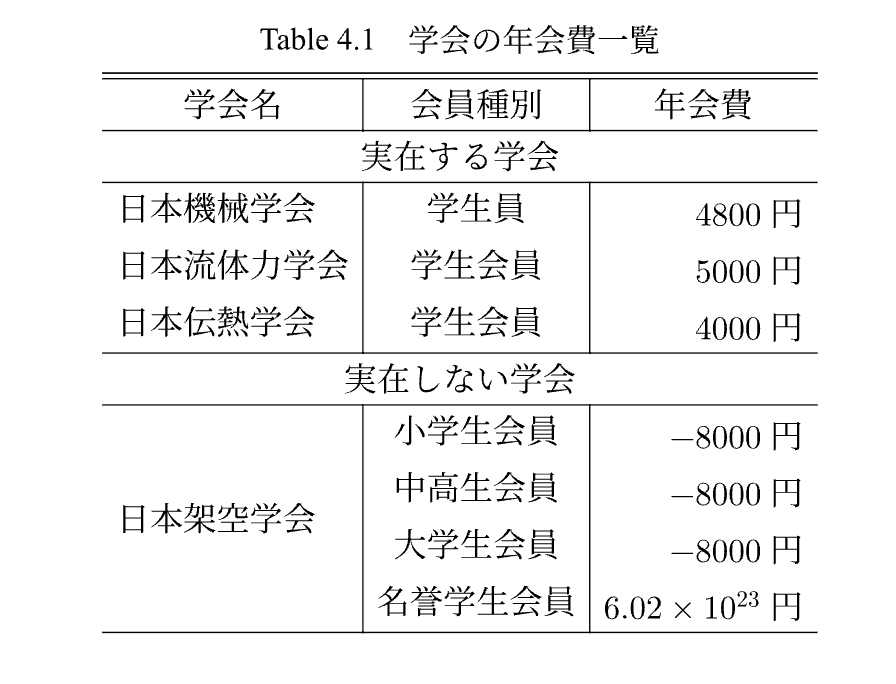 Table 4.1　学会の年会費一覧
学会名 会員種別 年会費
実在する学会
日本機械学会 学生員 4800 円
日本流体力学会 学生会員 5000 円
日本伝熱学会 学生会員 4000 円
実在しない学会
小学生会員 −8000 円
中高生会員 −8000 円
日本架空学会
大学生会員 −8000 円
名誉学生会員 6.02 × 10²³ 円